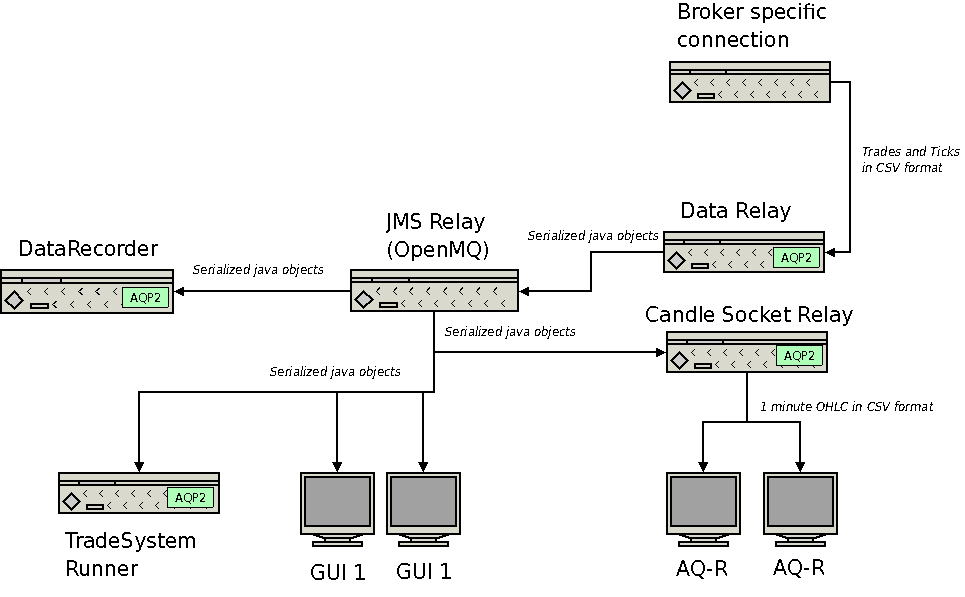 Broker specific
connection
Trades and Ticks
in CSV format
Data Relay
AQP2
Serialized java objects
JMS Relay
(OpenMQ)
Serialized java objects
DataRecorder
AQP2
Serialized java objects
Candle Socket Relay
AQP2
Serialized java objects
1 minute OHLC in CSV format
AQP2
TradeSystem
Runner
GUI 1
GUI 1
AQ-R
AQ-R